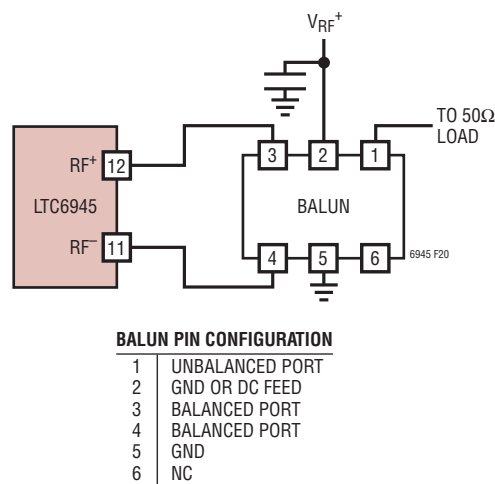 VRF+
TO 50Ω
LOAD
3 2 1
RF+ 12
LTC6945
BALUN
RF– 11
4 5 6
6945 F20
BALUN PIN CONFIGURATION
1 UNBALANCED PORT
2 GND OR DC FEED
3 BALANCED PORT
4 BALANCED PORT
5 GND
6 NC